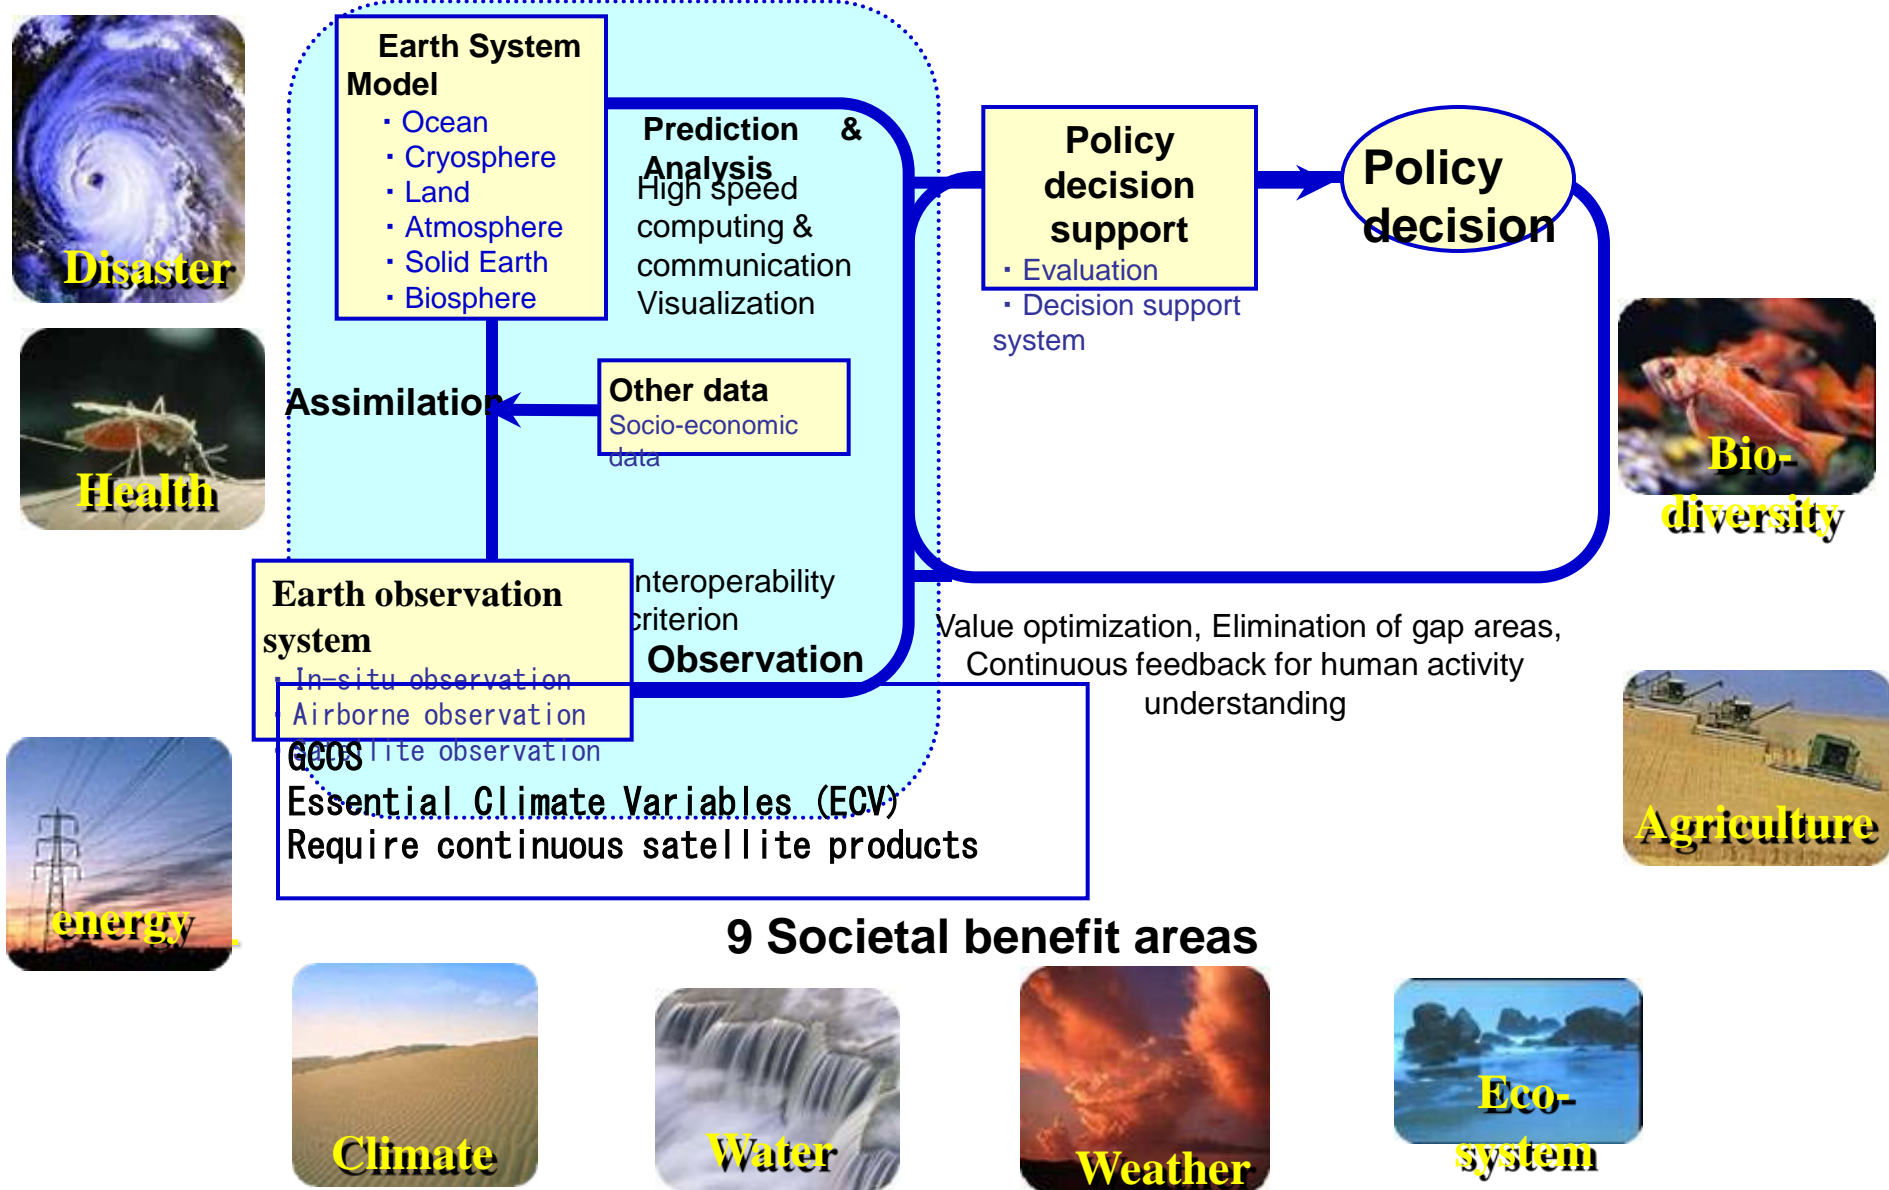 Earth System
Model
・Ocean
・Cryosphere
・Land
・Atmosphere
・Solid Earth
・Biosphere
Prediction &
Analysis
High speed
computing &
communication
Visualization
Policy
decision
support
・Evaluation
・Decision support
system
Policy
decision
Disaster
Health
Assimilation
Other data
Socio-economic
data
Bio-
diversity
Earth observation
system
・In-situ observation
・Airborne observation
・Satellite observation
nteroperability
criterion
Observation
Value optimization, Elimination of gap areas,
Continuous feedback for human activity
understanding
GCOS
Essential Climate Variables (ECV)
Require continuous satellite products
Agriculture
energy
9 Societal benefit areas
Climate
Water
Weather
Eco-
system